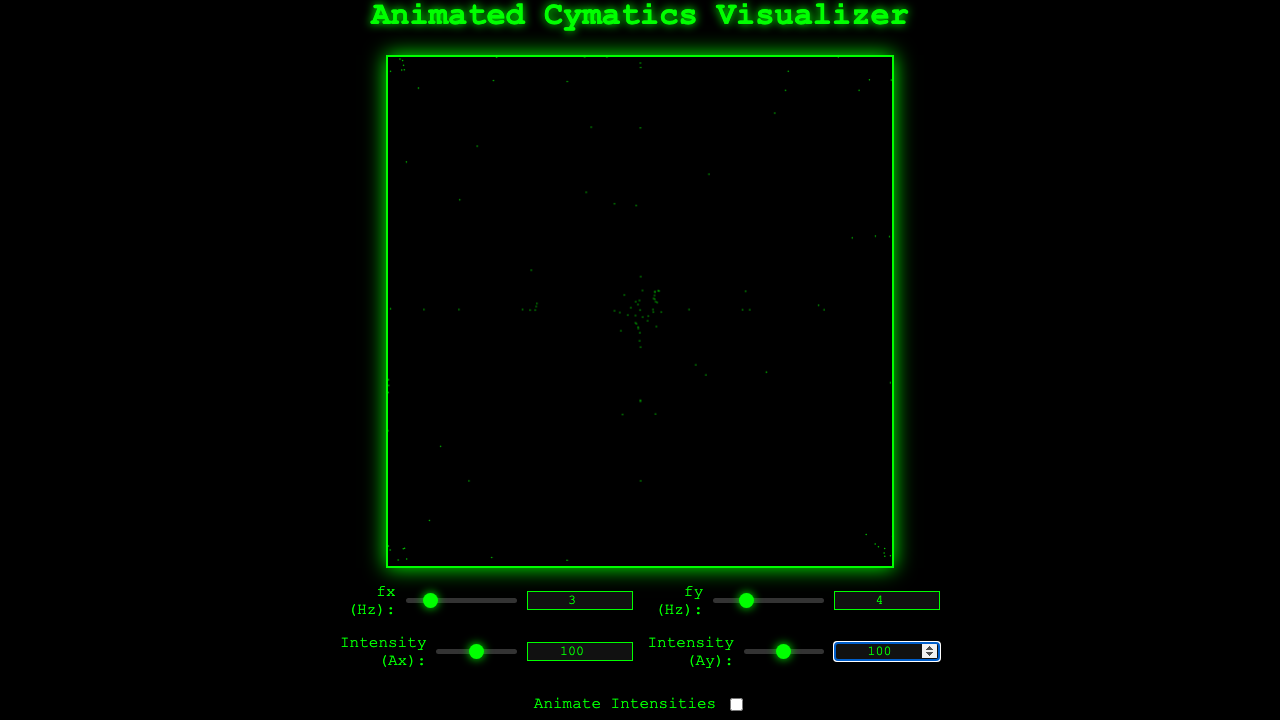 Animated Cymatics Visualizer
fx (Hz): 3 fy (Hz): 4
Intensity (Ax): 100 Intensity (Ay): 100
Animate Intensities